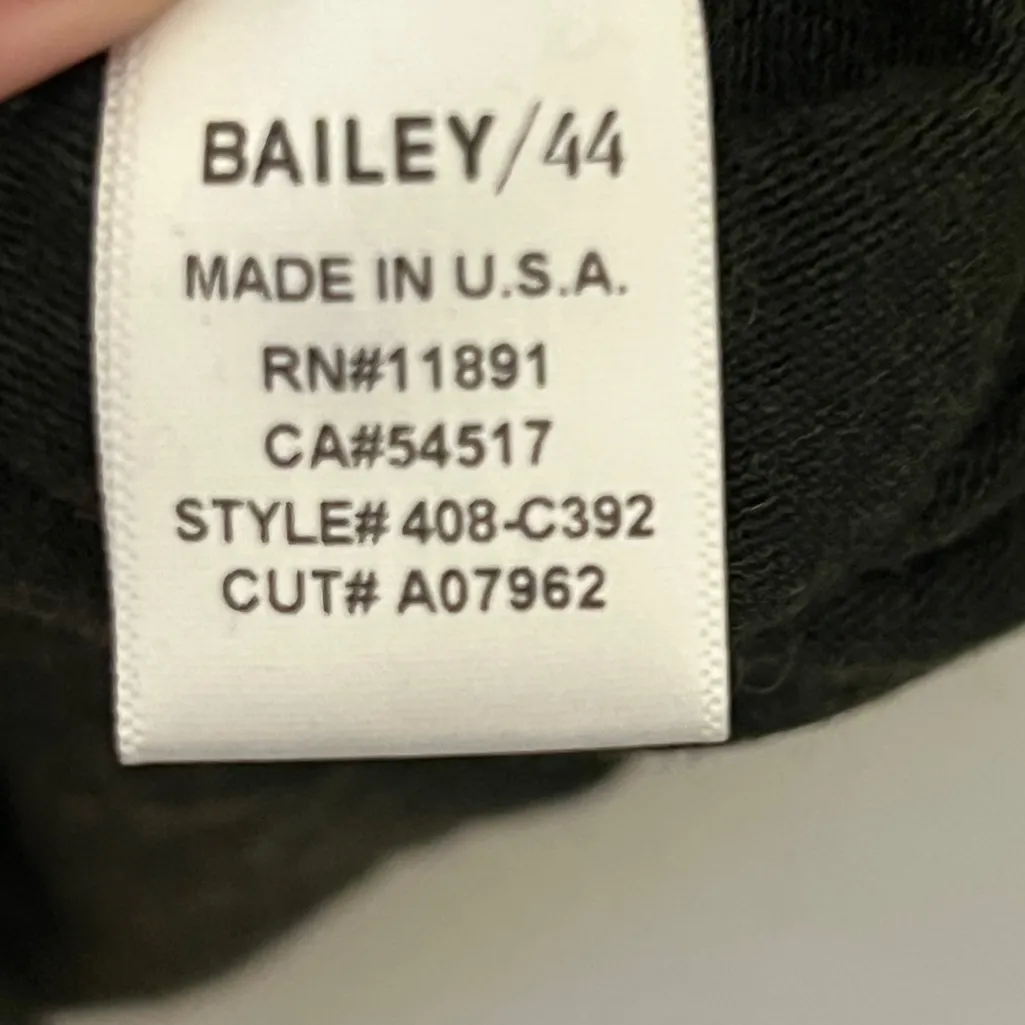 BAILEY/44
MADE IN U.S.A.
RN#11891
CA#54517
STYLE# 408-C392
CUT# A07962